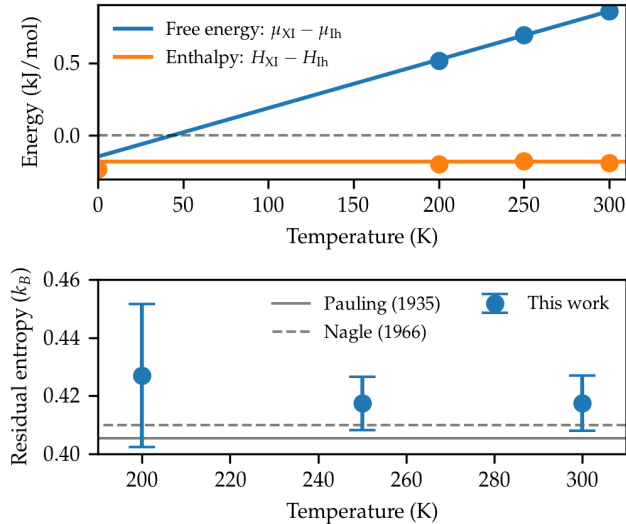 Energy (kJ/mol)
0.5
0.0
Free energy: μXI − μIh
Enthalpy: HXI − HIh
0 50 100 150 200 250 300
Temperature (K)
Residual entropy (kB)
0.46
0.44
0.42
0.40
Pauling (1935)
Nagle (1966)
This work
200 220 240 260 280 300
Temperature (K)